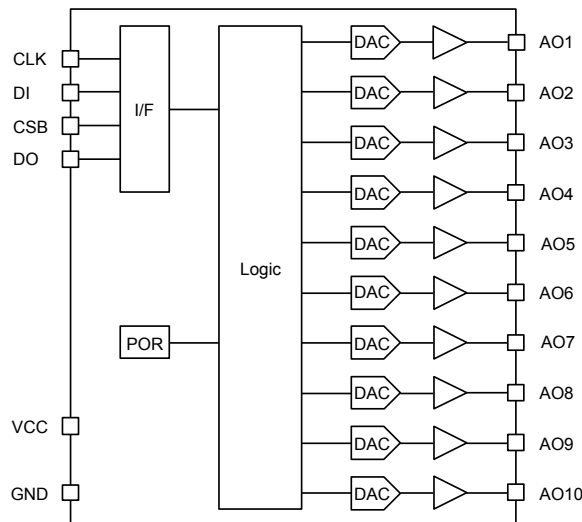 CLK
DI
CSB
DO
VCC
GND
I/F
POR
Logic
DAC AO1
DAC AO2
DAC AO3
DAC AO4
DAC AO5
DAC AO6
DAC AO7
DAC AO8
DAC AO9
DAC AO10